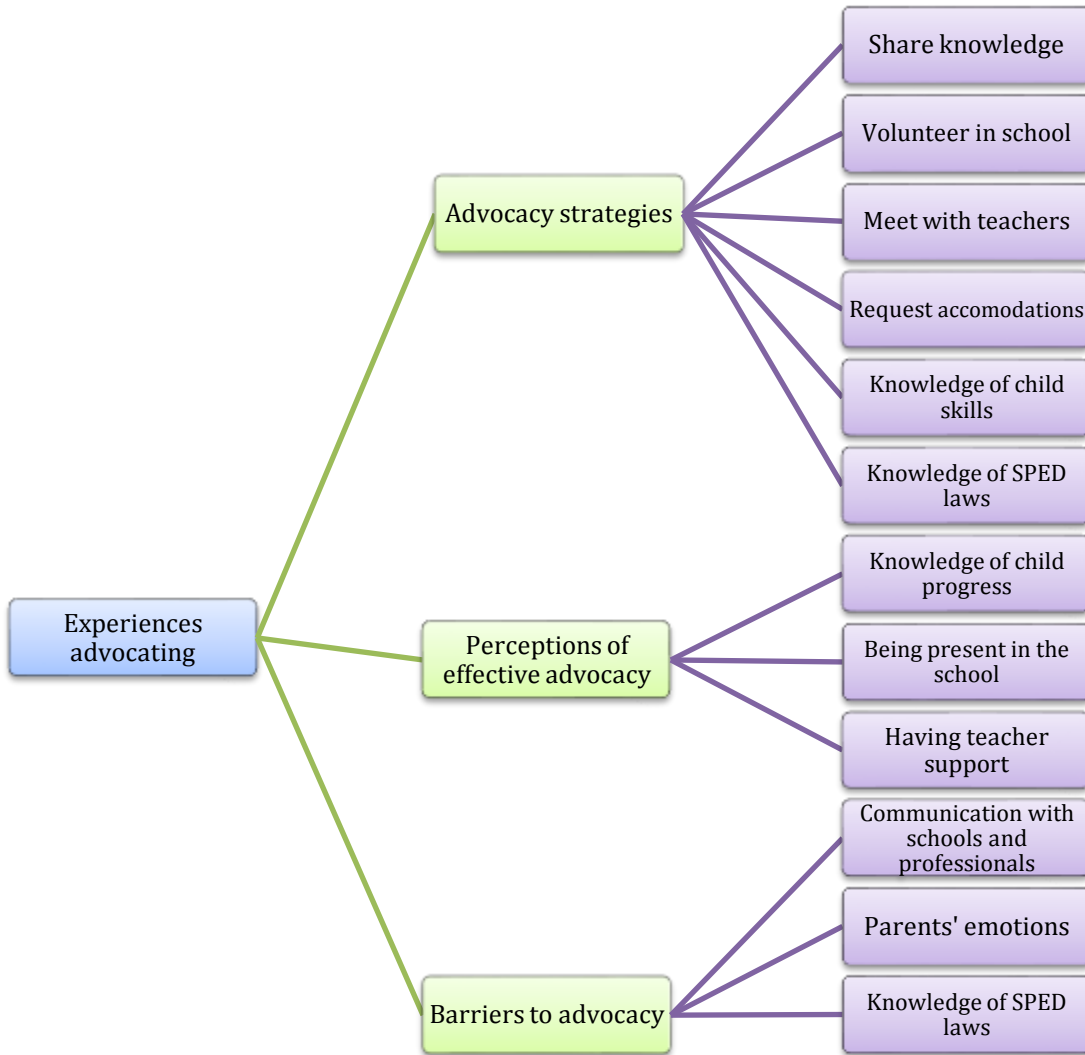 Experiences
advocating
Advocacy strategies
Share knowledge
Volunteer in school
Meet with teachers
Request accomodations
Knowledge of child
skills
Knowledge of SPED
laws
Perceptions of
effective advocacy
Knowledge of child
progress
Being present in the
school
Having teacher
support
Barriers to advocacy
Communication with
schools and
professionals
Parents' emotions
Knowledge of SPED
laws